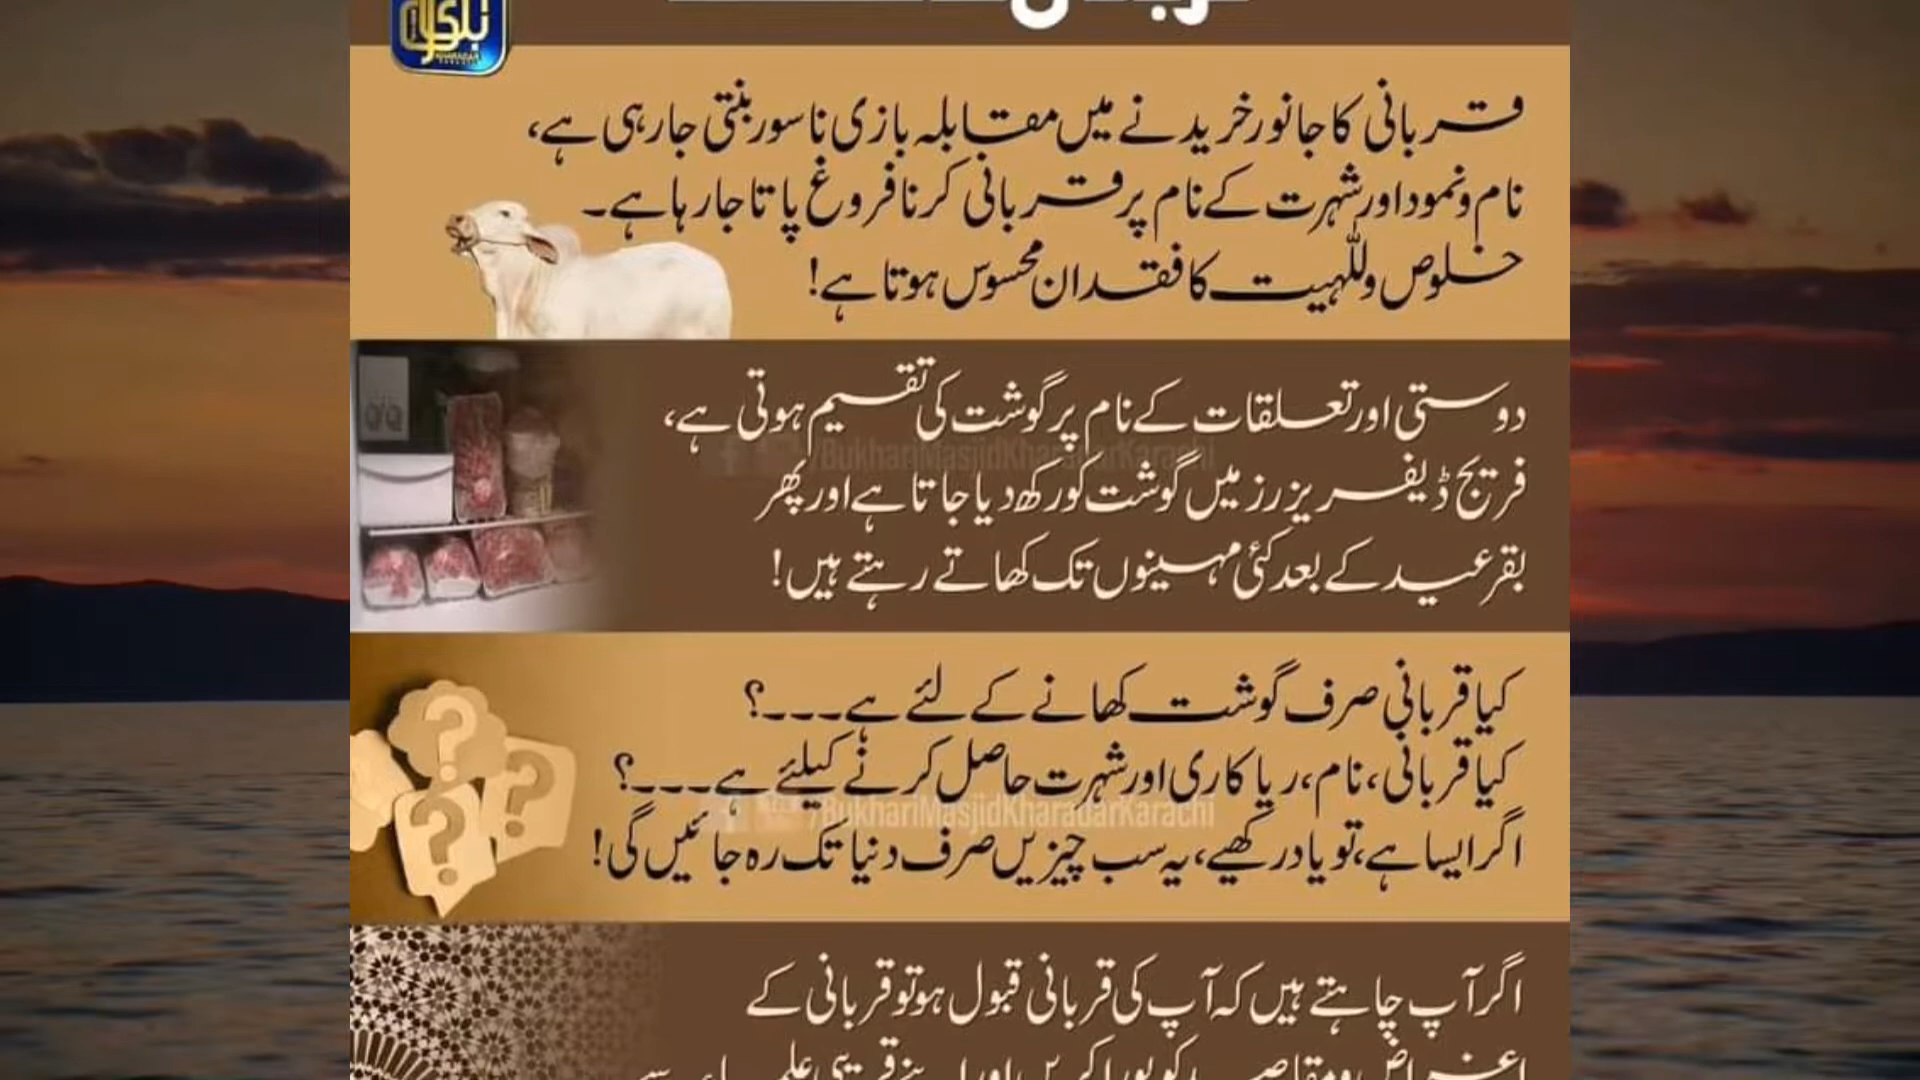 قربانی کا جانور خریدنے میں مقابلہ بازی ناسور بنتی جارہی ہے،
نام ونمود اور شہرت کے نام پر قربانی کرنا فروغ پاتا جارہا ہے۔
خلوص وللّٰہیت کا فقدان محسوس ہوتا ہے!
دوستی اور تعلقات کے نام پر گوشت کی تقسیم ہوتی ہے،
/BukhariMasjidKharadarKarachi
فریج ڈیفریزرز میں گوشت کو رکھ دیا جاتا ہے اور پھر
بقرعید کے بعد کئی مہینوں تک کھاتے رہتے ہیں!
کیا قربانی صرف گوشت کھانے کے لئے ہے۔۔۔؟
کیا قربانی، نام، ریاکاری اور شہرت حاصل کرنے کیلئے ہے۔۔۔۔؟
/BukhariMasjidKharadarKarachi
اگر ایسا ہے، تو یاد رکھیے، یہ سب چیزیں صرف دنیا تک رہ جائیں گی!
اگر آپ چاہتے ہیں کہ آپ کی قربانی قبول ہو تو قربانی کے